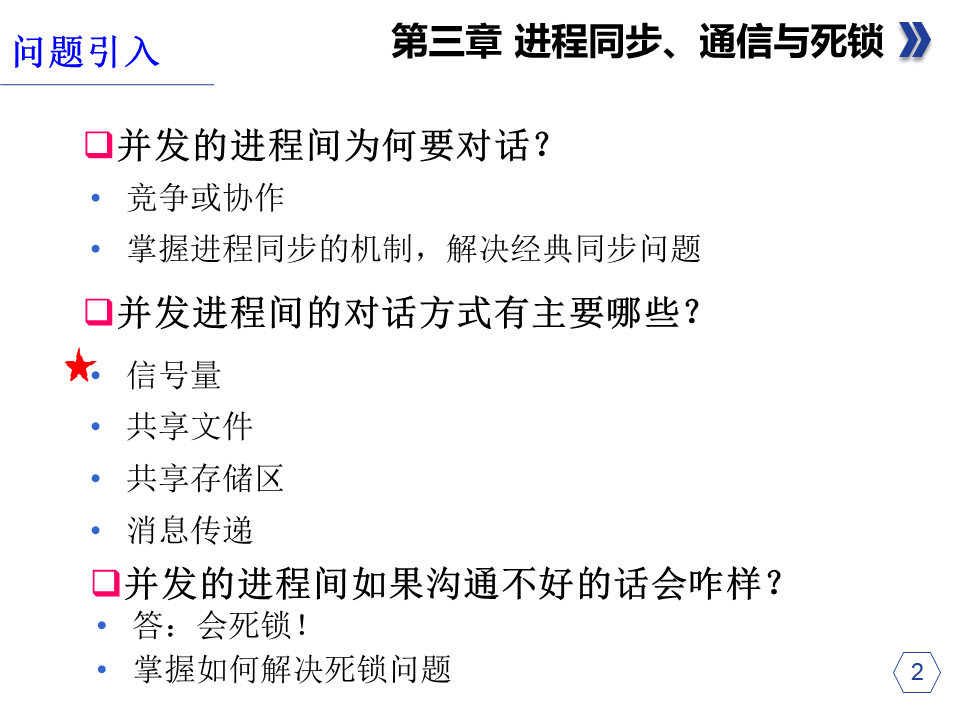 问题引入
第三章 进程同步、通信与死锁
并发的进程间为何要对话？
竞争或协作
掌握进程同步的机制，解决经典同步问题
并发进程间的对话方式有主要哪些？
信号量
共享文件
共享存储区
消息传递
并发的进程间如果沟通不好的话会咋样？
答：会死锁！
掌握如何解决死锁问题
2